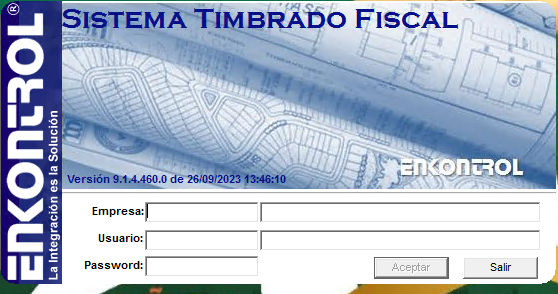 SISTEMA TIMBRADO FISCAL
ENKONTROL®
La Integración es la Solución
ENKONTROL
Versión 9.1.4.460.0 de 26/09/2023 13:46:10
Empresa:
Usuario:
Password:
Aceptar Salir